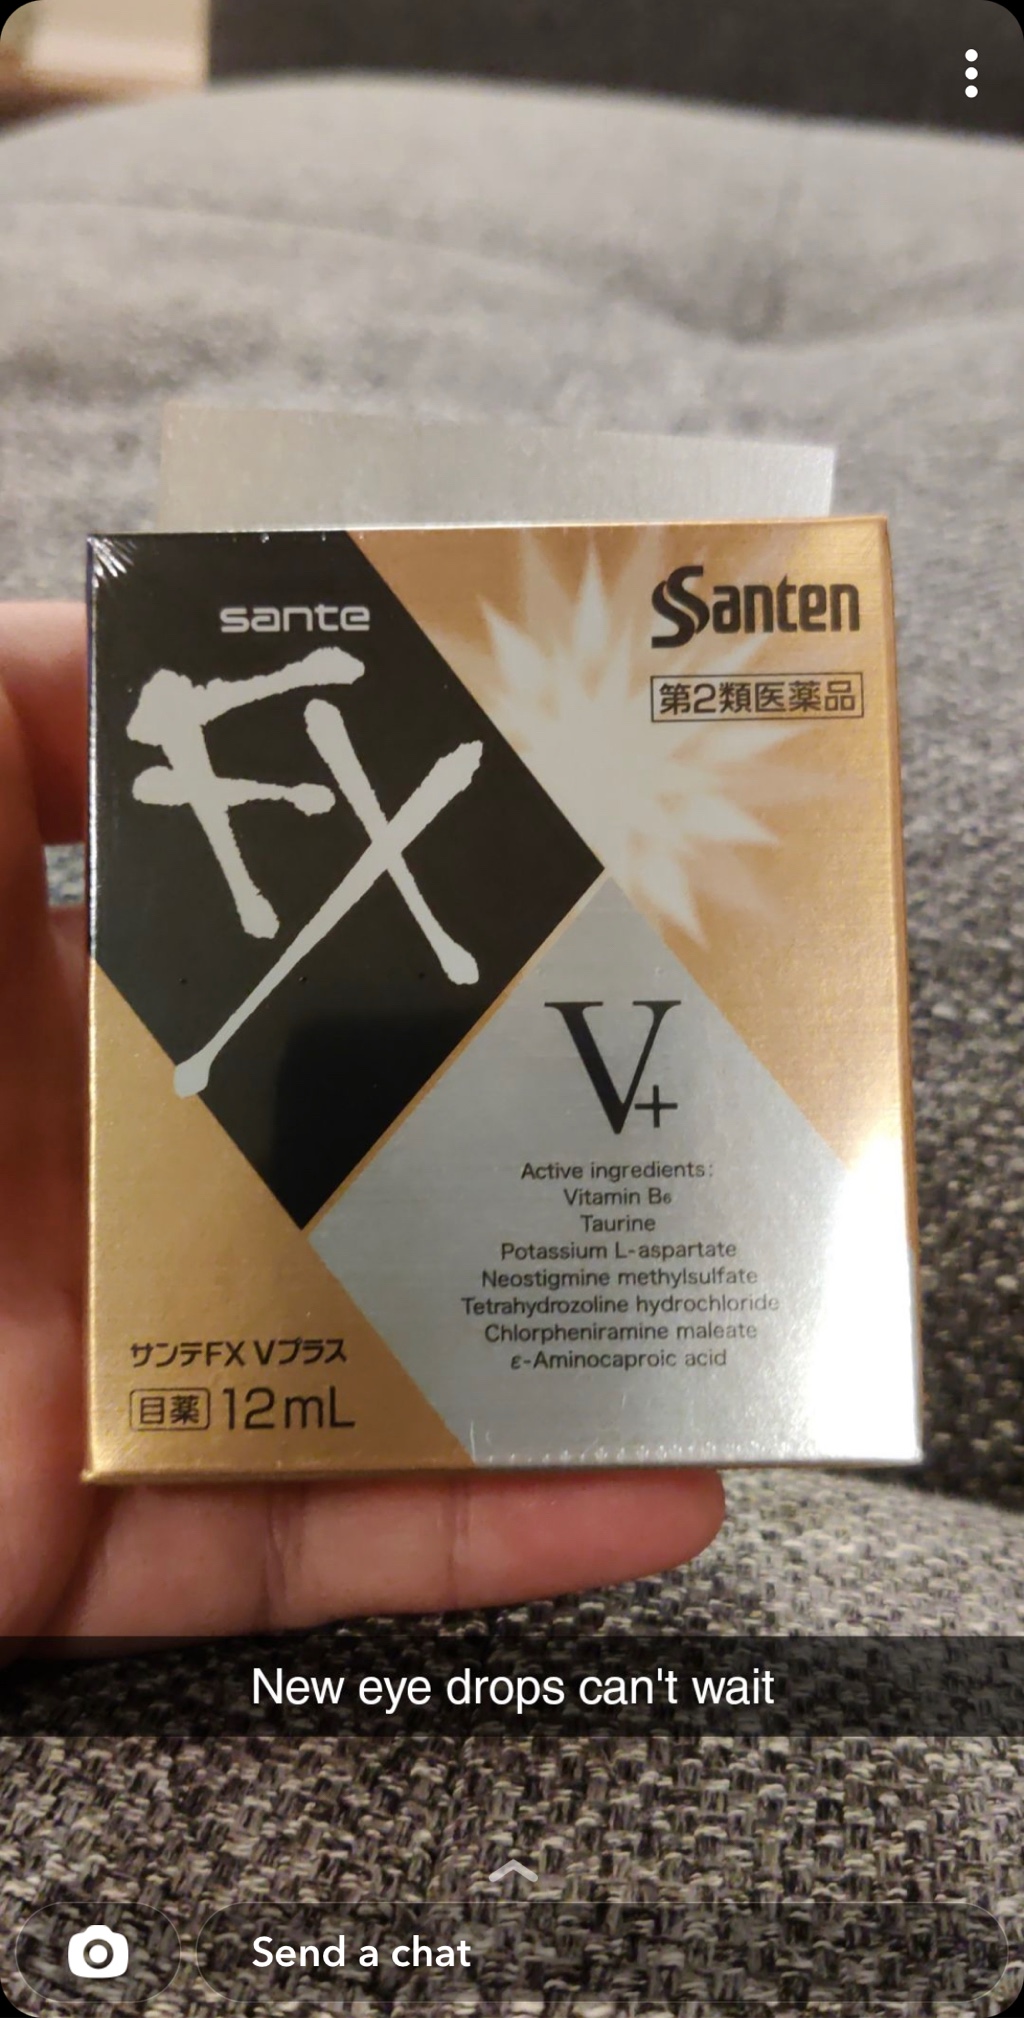 sante
FX
Santen
第2類医薬品
V+
Active ingredients:
Vitamin B6
Taurine
Potassium L-aspartate
Neostigmine methylsulfate
Tetrahydrozoline hydrochloride
Chlorpheniramine maleate
ε-Aminocaproic acid
サンテFX Vプラス
目薬 12mL
New eye drops can't wait
Send a chat